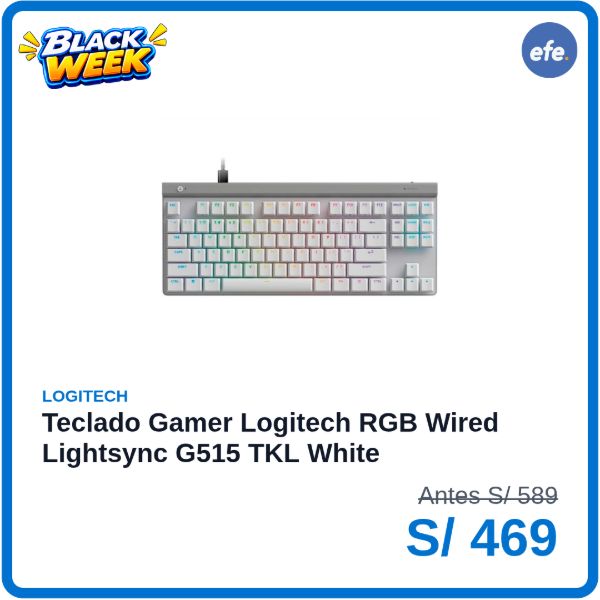 BLACK
WEEK
efe.
LOGITECH
Teclado Gamer Logitech RGB Wired
Lightsync G515 TKL White
Antes S/ 589
S/ 469